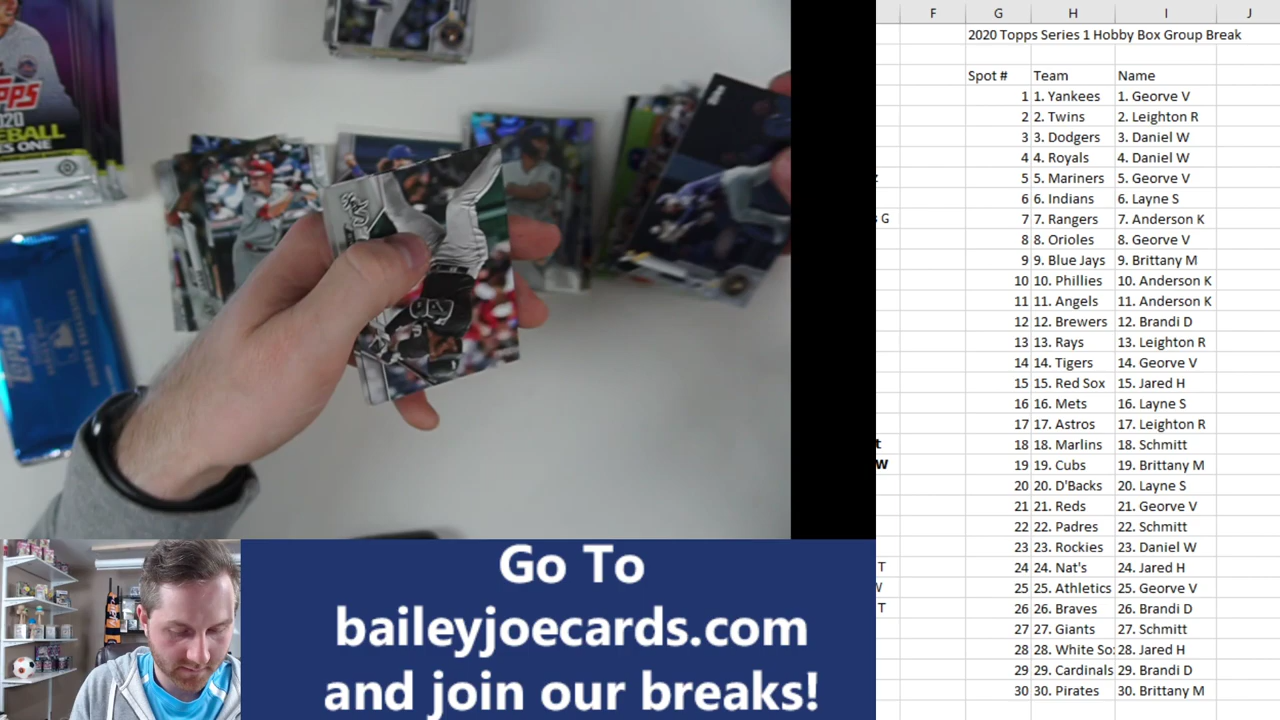 TOPPS
2020
BASEBALL
SERIES ONE
Go To
baileyjoecards.com
and join our breaks!
F G H I J
2020 Topps Series 1 Hobby Box Group Break
Spot # Team Name
1 1. Yankees 1. Georve V
2 2. Twins 2. Leighton R
3 3. Dodgers 3. Daniel W
4 4. Royals 4. Daniel W
5 5. Mariners 5. Georve V
6 6. Indians 6. Layne S
G 7 7. Rangers 7. Anderson K
8 8. Orioles 8. Georve V
9 9. Blue Jays 9. Brittany M
10 10. Phillies 10. Anderson K
11 11. Angels 11. Anderson K
12 12. Brewers 12. Brandi D
13 13. Rays 13. Leighton R
14 14. Tigers 14. Georve V
15 15. Red Sox 15. Jared H
16 16. Mets 16. Layne S
17 17. Astros 17. Leighton R
t 18 18. Marlins 18. Schmitt
W 19 19. Cubs 19. Brittany M
20 20. D'Backs 20. Layne S
21 21. Reds 21. Georve V
22 22. Padres 22. Schmitt
23 23. Rockies 23. Daniel W
T 24 24. Nat's 24. Jared H
25 25. Athletics 25. Georve V
T 26 26. Braves 26. Brandi D
27 27. Giants 27. Schmitt
28 28. White So 28. Jared H
29 29. Cardinals 29. Brandi D
30 30. Pirates 30. Brittany M